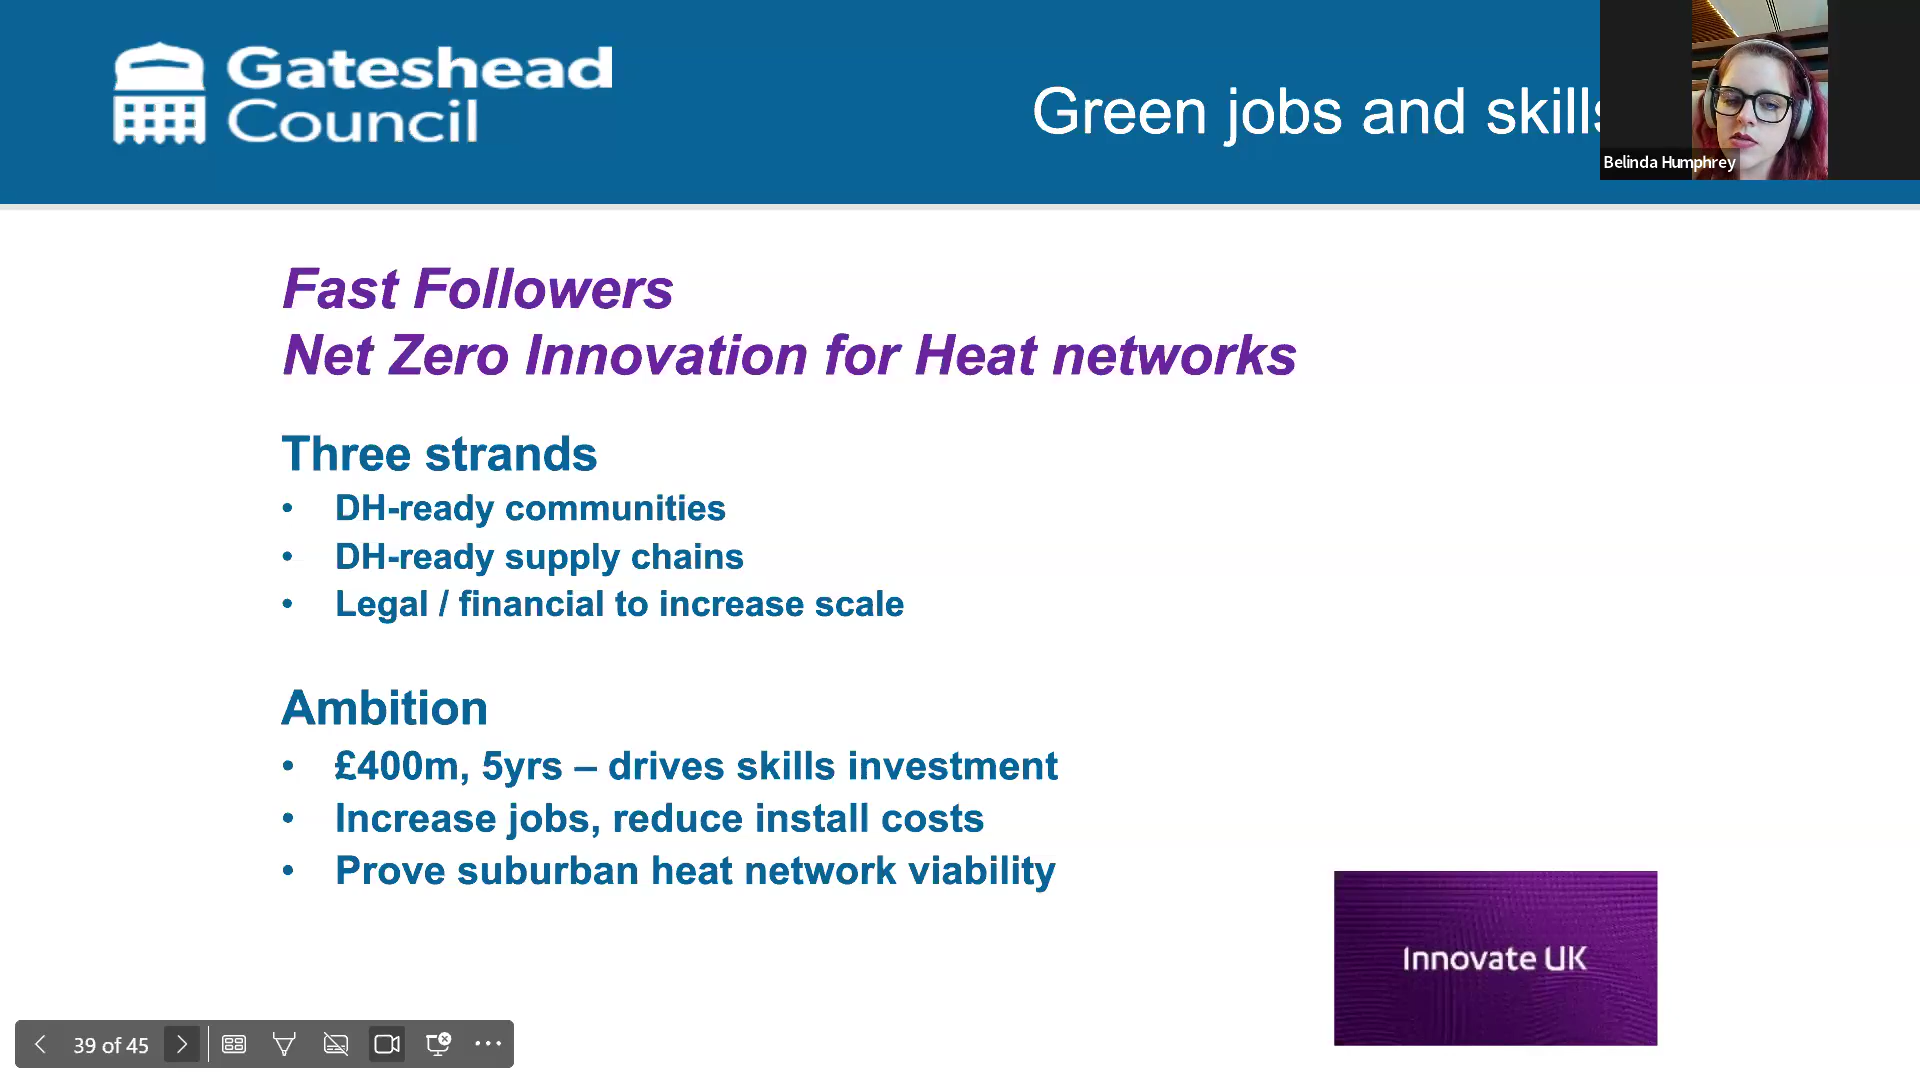 Gateshead
Council
Green jobs and skills
Belinda Humphrey
Fast Followers
Net Zero Innovation for Heat networks
Three strands
• DH-ready communities
• DH-ready supply chains
• Legal / financial to increase scale
Ambition
• £400m, 5yrs – drives skills investment
• Increase jobs, reduce install costs
• Prove suburban heat network viability
Innovate UK
39 of 45